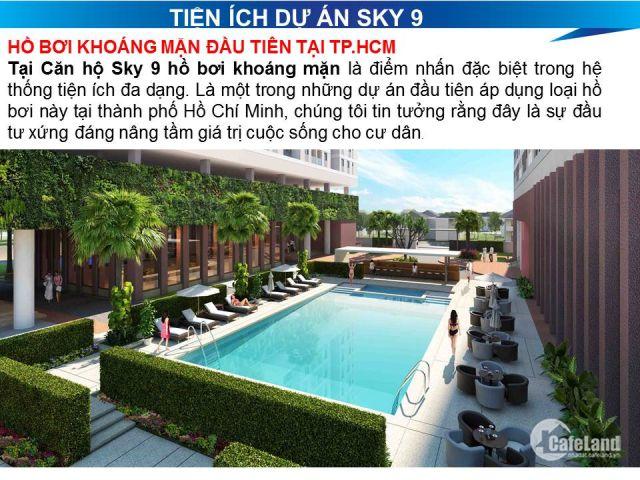 TIỆN ÍCH DỰ ÁN SKY 9
HỒ BƠI KHOÁNG MẶN ĐẦU TIÊN TẠI TP.HCM
Tại Căn hộ Sky 9 hồ bơi khoáng mặn là điểm nhấn đặc biệt trong hệ
thống tiện ích đa dạng. Là một trong những dự án đầu tiên áp dụng loại hồ
bơi này tại thành phố Hồ Chí Minh, chúng tôi tin tưởng rằng đây là sự đầu
tư xứng đáng nâng tầm giá trị cuộc sống cho cư dân.
CAFELAND
nhadat.cafeland.vn